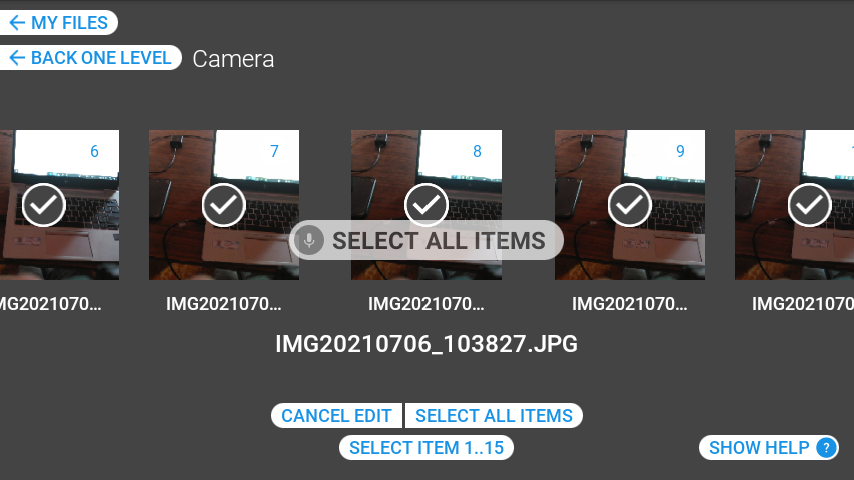 MY FILES
BACK ONE LEVEL Camera
6 7 8 9
SELECT ALL ITEMS
MG2021070... IMG2021070... IMG2021070... IMG2021070... IMG2021070
IMG20210706_103827.JPG
CANCEL EDIT SELECT ALL ITEMS
SELECT ITEM 1..15 SHOW HELP ?